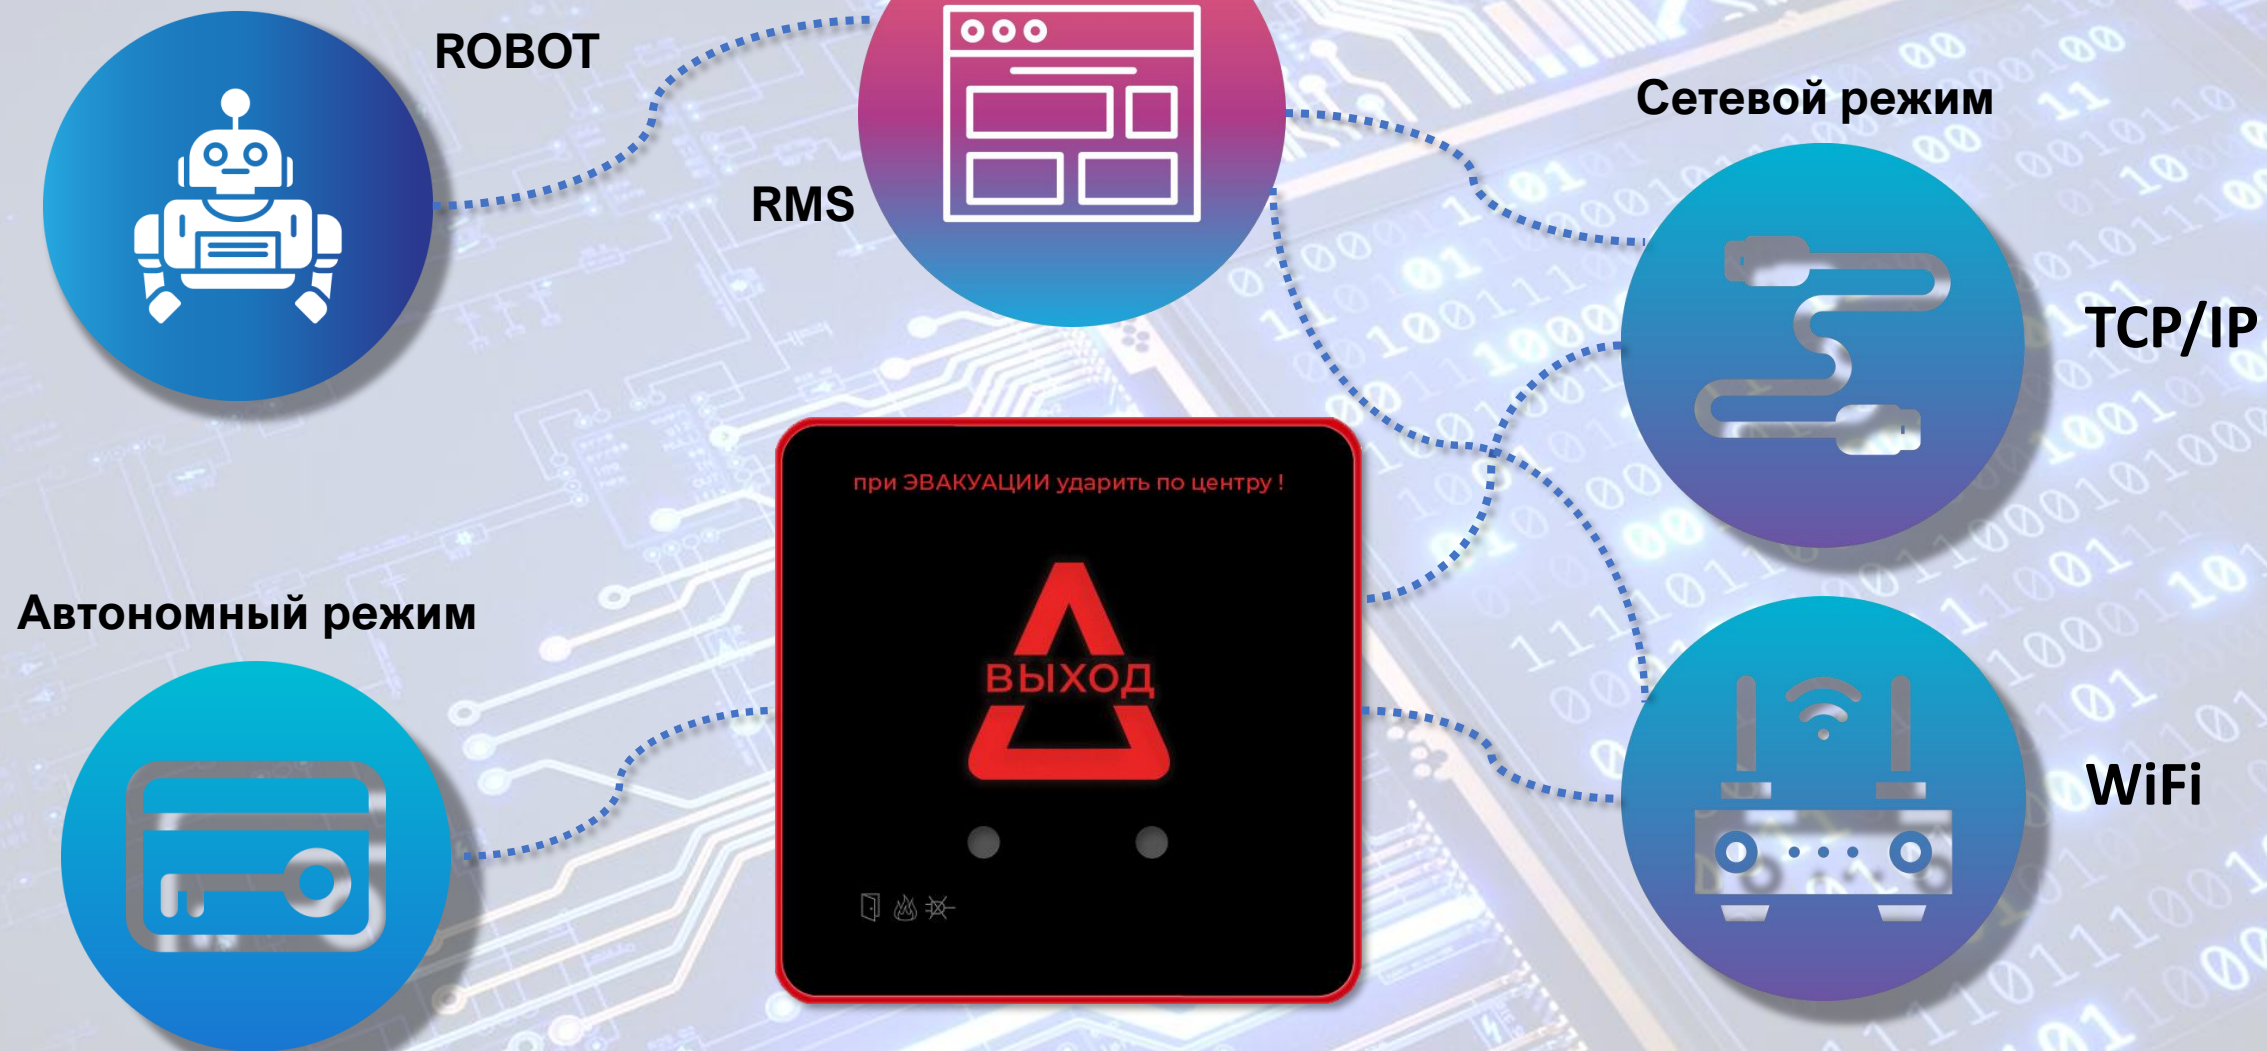 ROBOT
RMS
Сетевой режим
TCP/IP
при ЭВАКУАЦИИ ударить по центру !
ВЫХОД
Автономный режим
WiFi